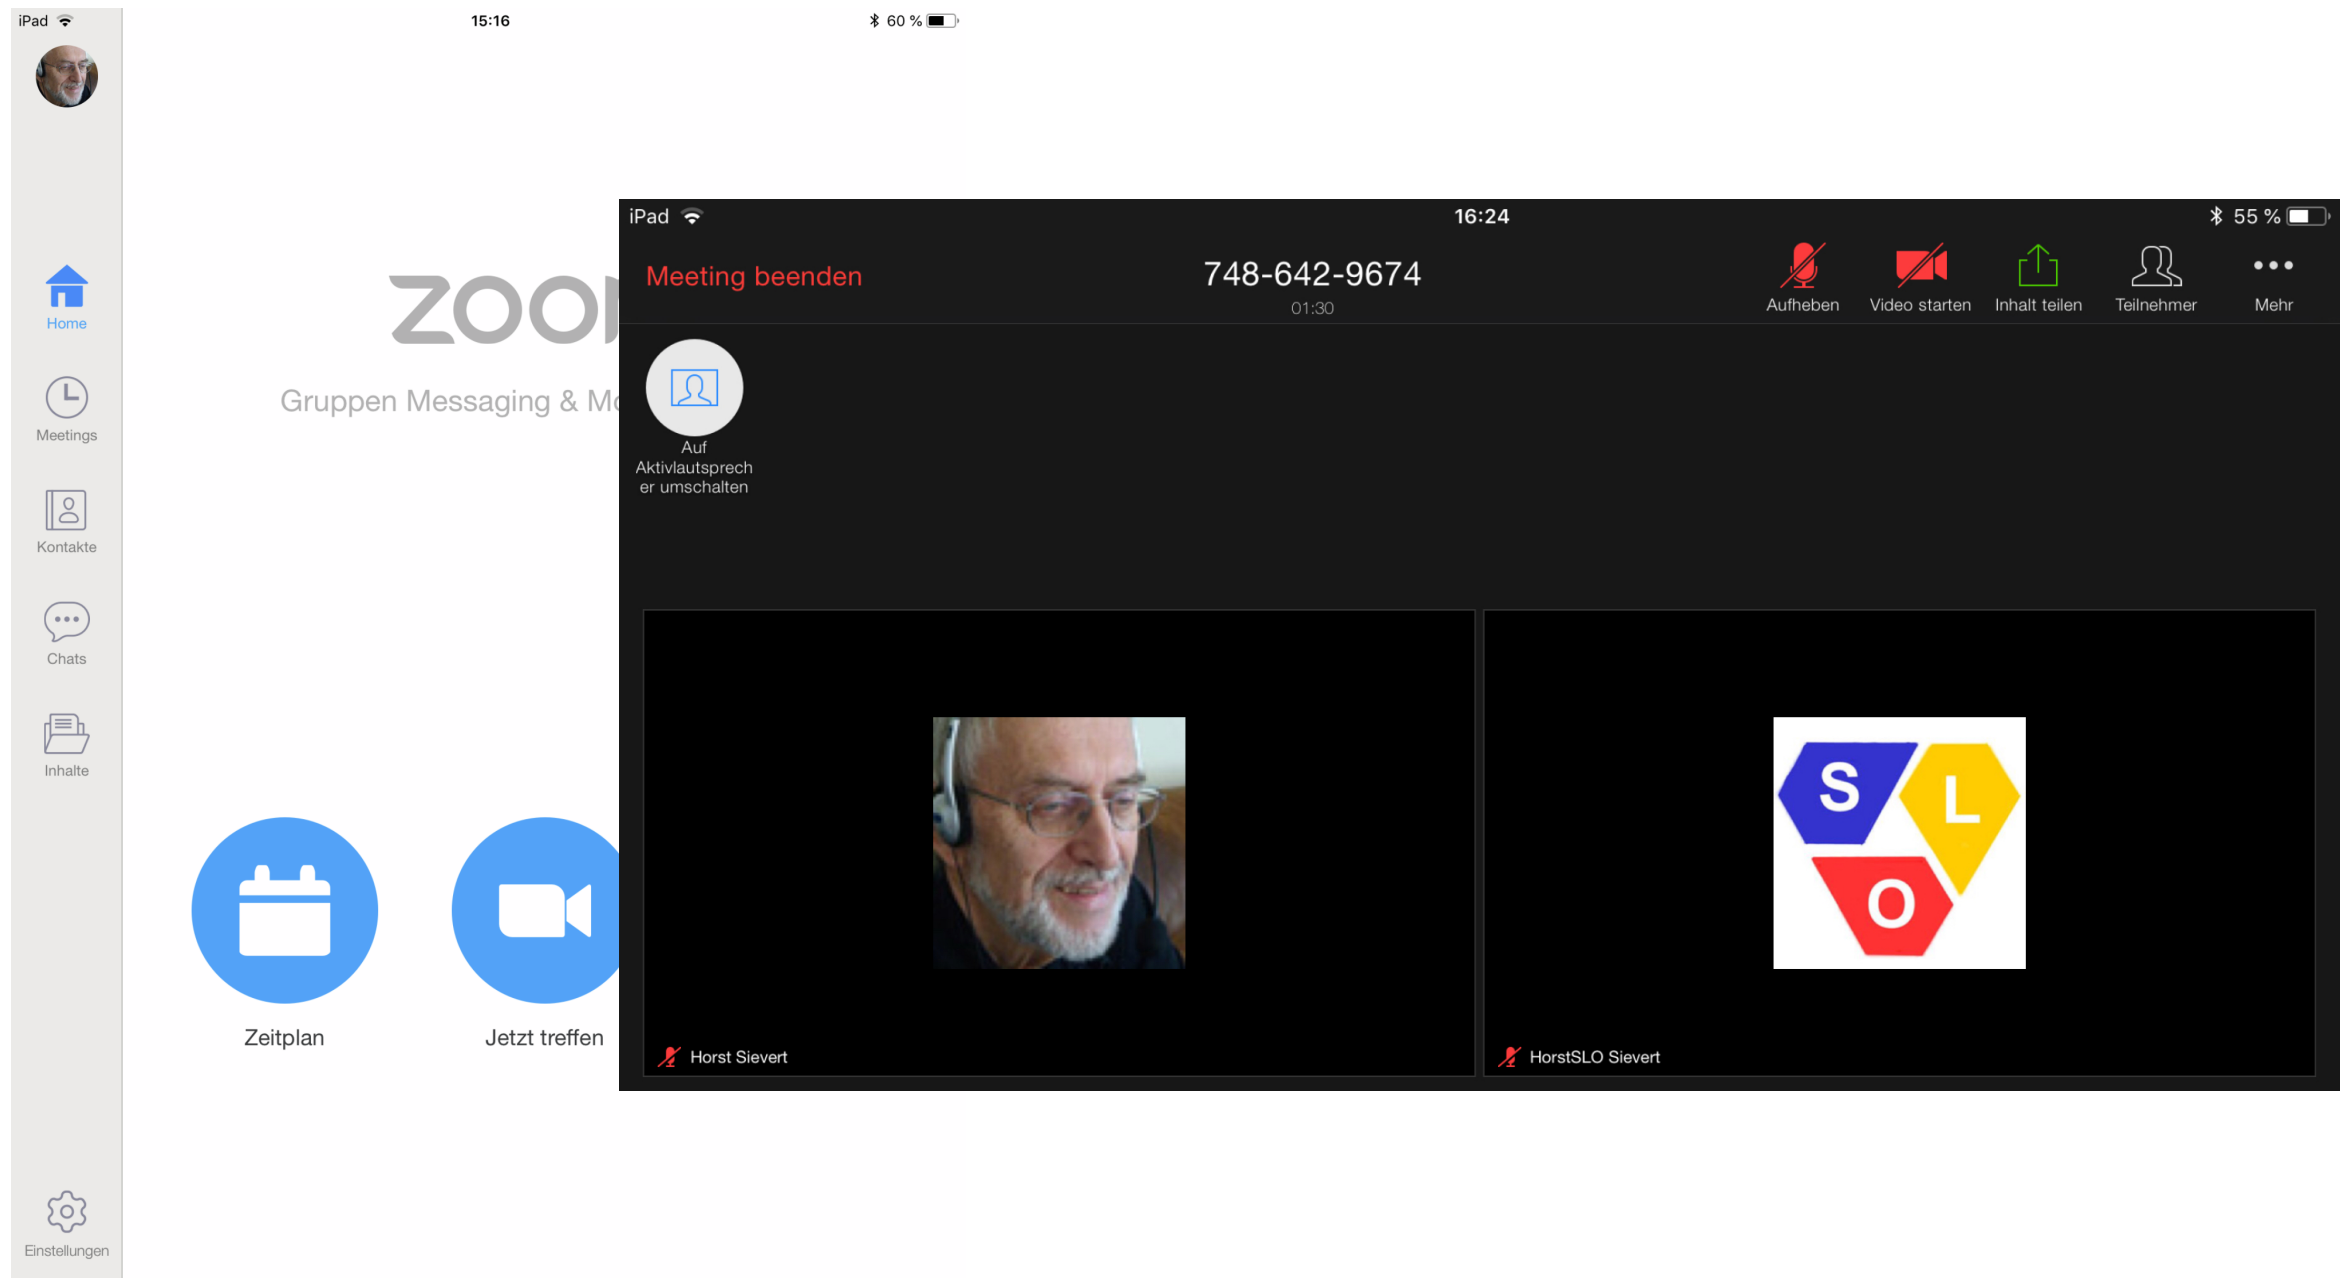 iPad 15:16 60 %
Home
Meetings
Kontakte
Chats
Inhalte
Einstellungen
zoom
Gruppen Messaging &
Zeitplan
Jetzt treffen
iPad 16:24 55 %
Meeting beenden
748-642-9674
01:30
Aufheben
Video starten
Inhalt teilen
Teilnehmer
Mehr
Auf
Aktivlautsprech
er umschalten
S L
O
Horst Sievert
HorstSLO Sievert